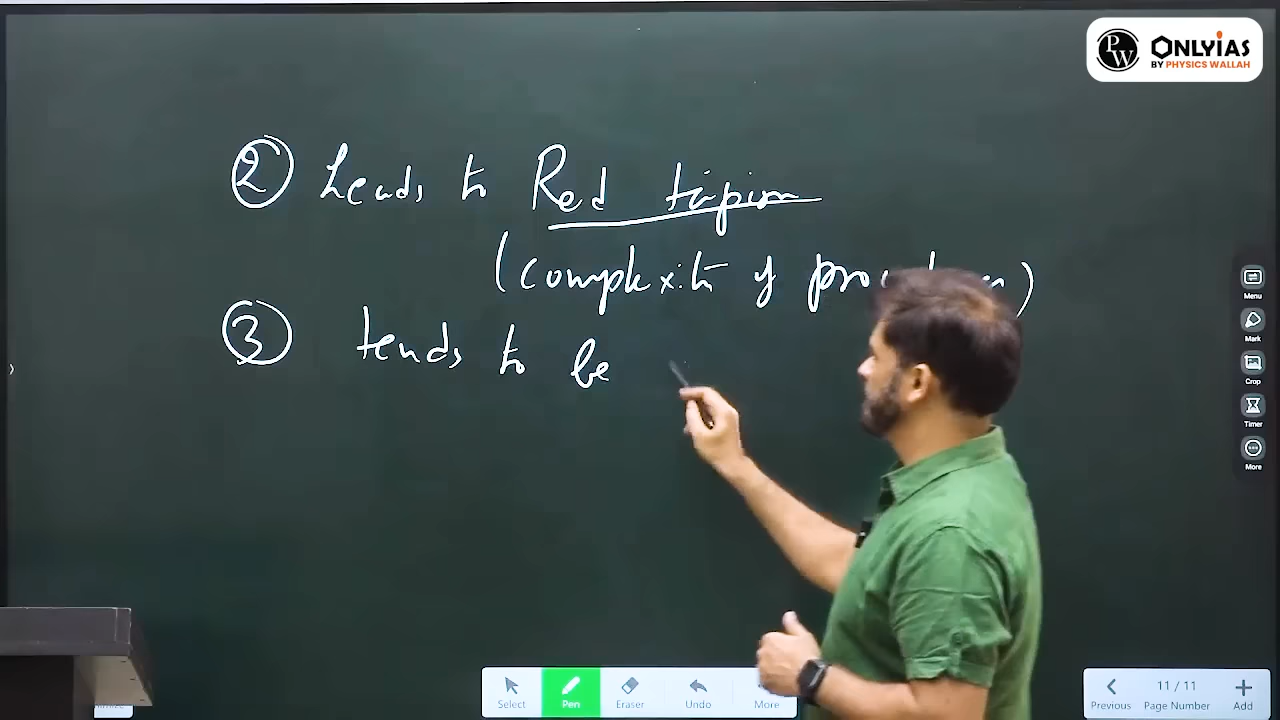 PW ONLYIAS
BY PHYSICS WALLAH
② Leads to Red tapism
(Complexity of
③ tends to be
Menu
Mark
Crop
Timer
More
Select
Pen
Eraser
Undo
More
11 / 11
Previous
Page Number
Add